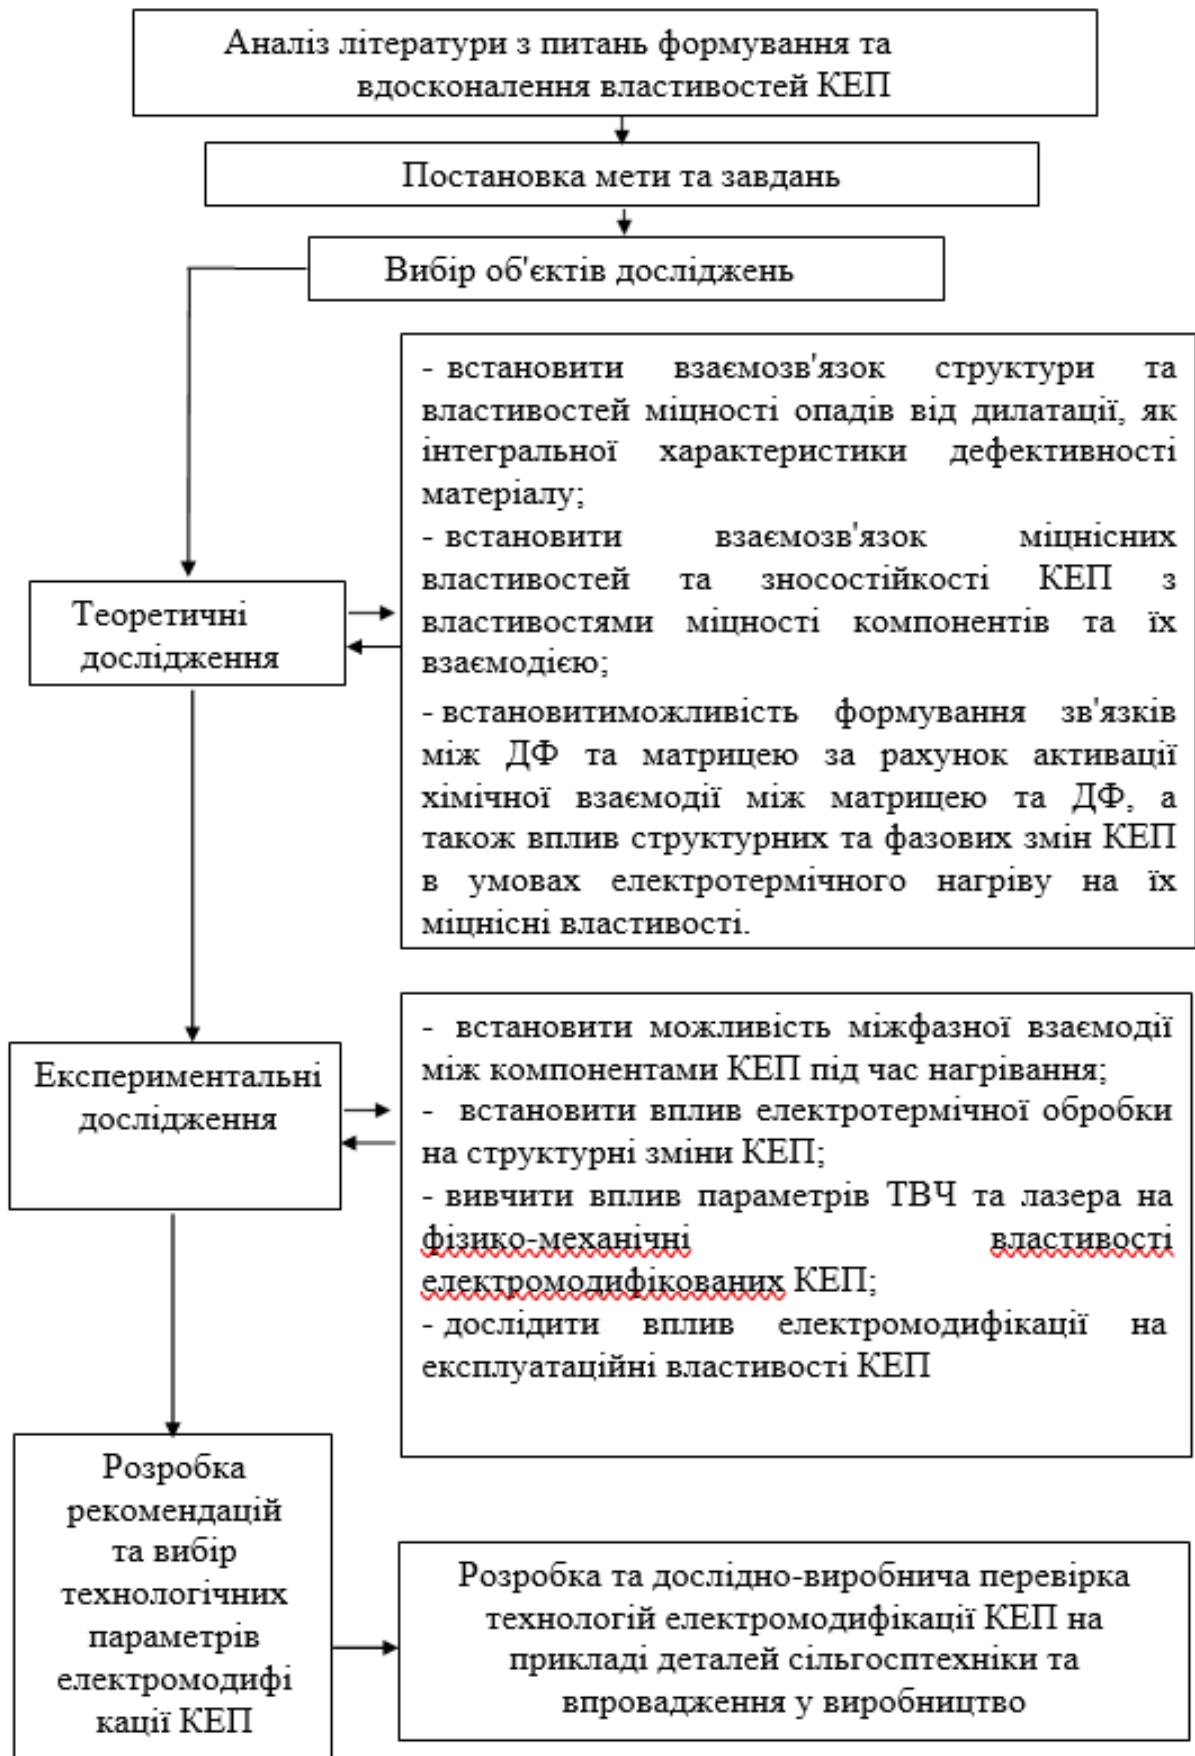 Аналіз літератури з питань формування та
вдосконалення властивостей КЕП
Постановка мети та завдань
Вибір об'єктів досліджень
- встановити взаємозв'язок структури та
властивостей міцності опадів від дилатації, як
інтегральної характеристики дефективності
матеріалу;
- встановити взаємозв'язок міцнісних
властивостей та зносостійкості КЕП з
властивостями міцності компонентів та їх
взаємодією;
- встановитиможливість формування зв'язків
між ДФ та матрицею за рахунок активації
хімічної взаємодії між матрицею та ДФ, а
також вплив структурних та фазових змін КЕП
в умовах електротермічного нагріву на їх
міцнісні властивості.
Теоретичні
дослідження
- встановити можливість міжфазної взаємодії
між компонентами КЕП під час нагрівання;
- встановити вплив електротермічної обробки
на структурні зміни КЕП;
- вивчити вплив параметрів ТВЧ та лазера на
фізико-механічні властивості
електромодифікованих КЕП;
- дослідити вплив електромодифікації на
експлуатаційні властивості КЕП
Експериментальні
дослідження
Розробка
рекомендацій
та вибір
технологічних
параметрів
електромодифі
кації КЕП
Розробка та дослідно-виробнича перевірка
технологій електромодифікації КЕП на
прикладі деталей сільгосптехніки та
впровадження у виробництво